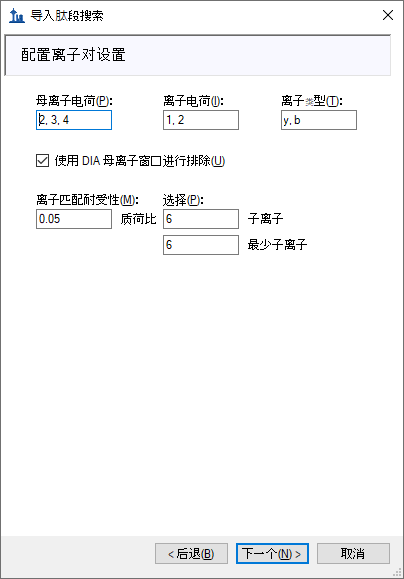 导入肽段搜索
配置离子对设置
母离子电荷(P): 离子电荷(I): 离子类型(T):
2, 3, 4 1, 2 y, b
使用 DIA 母离子窗口进行排除(U)
离子匹配耐受性(M): 选择(P):
0.05 质荷比 6 子离子
6 最少子离子
< 后退(B) 下一个(N) > 取消